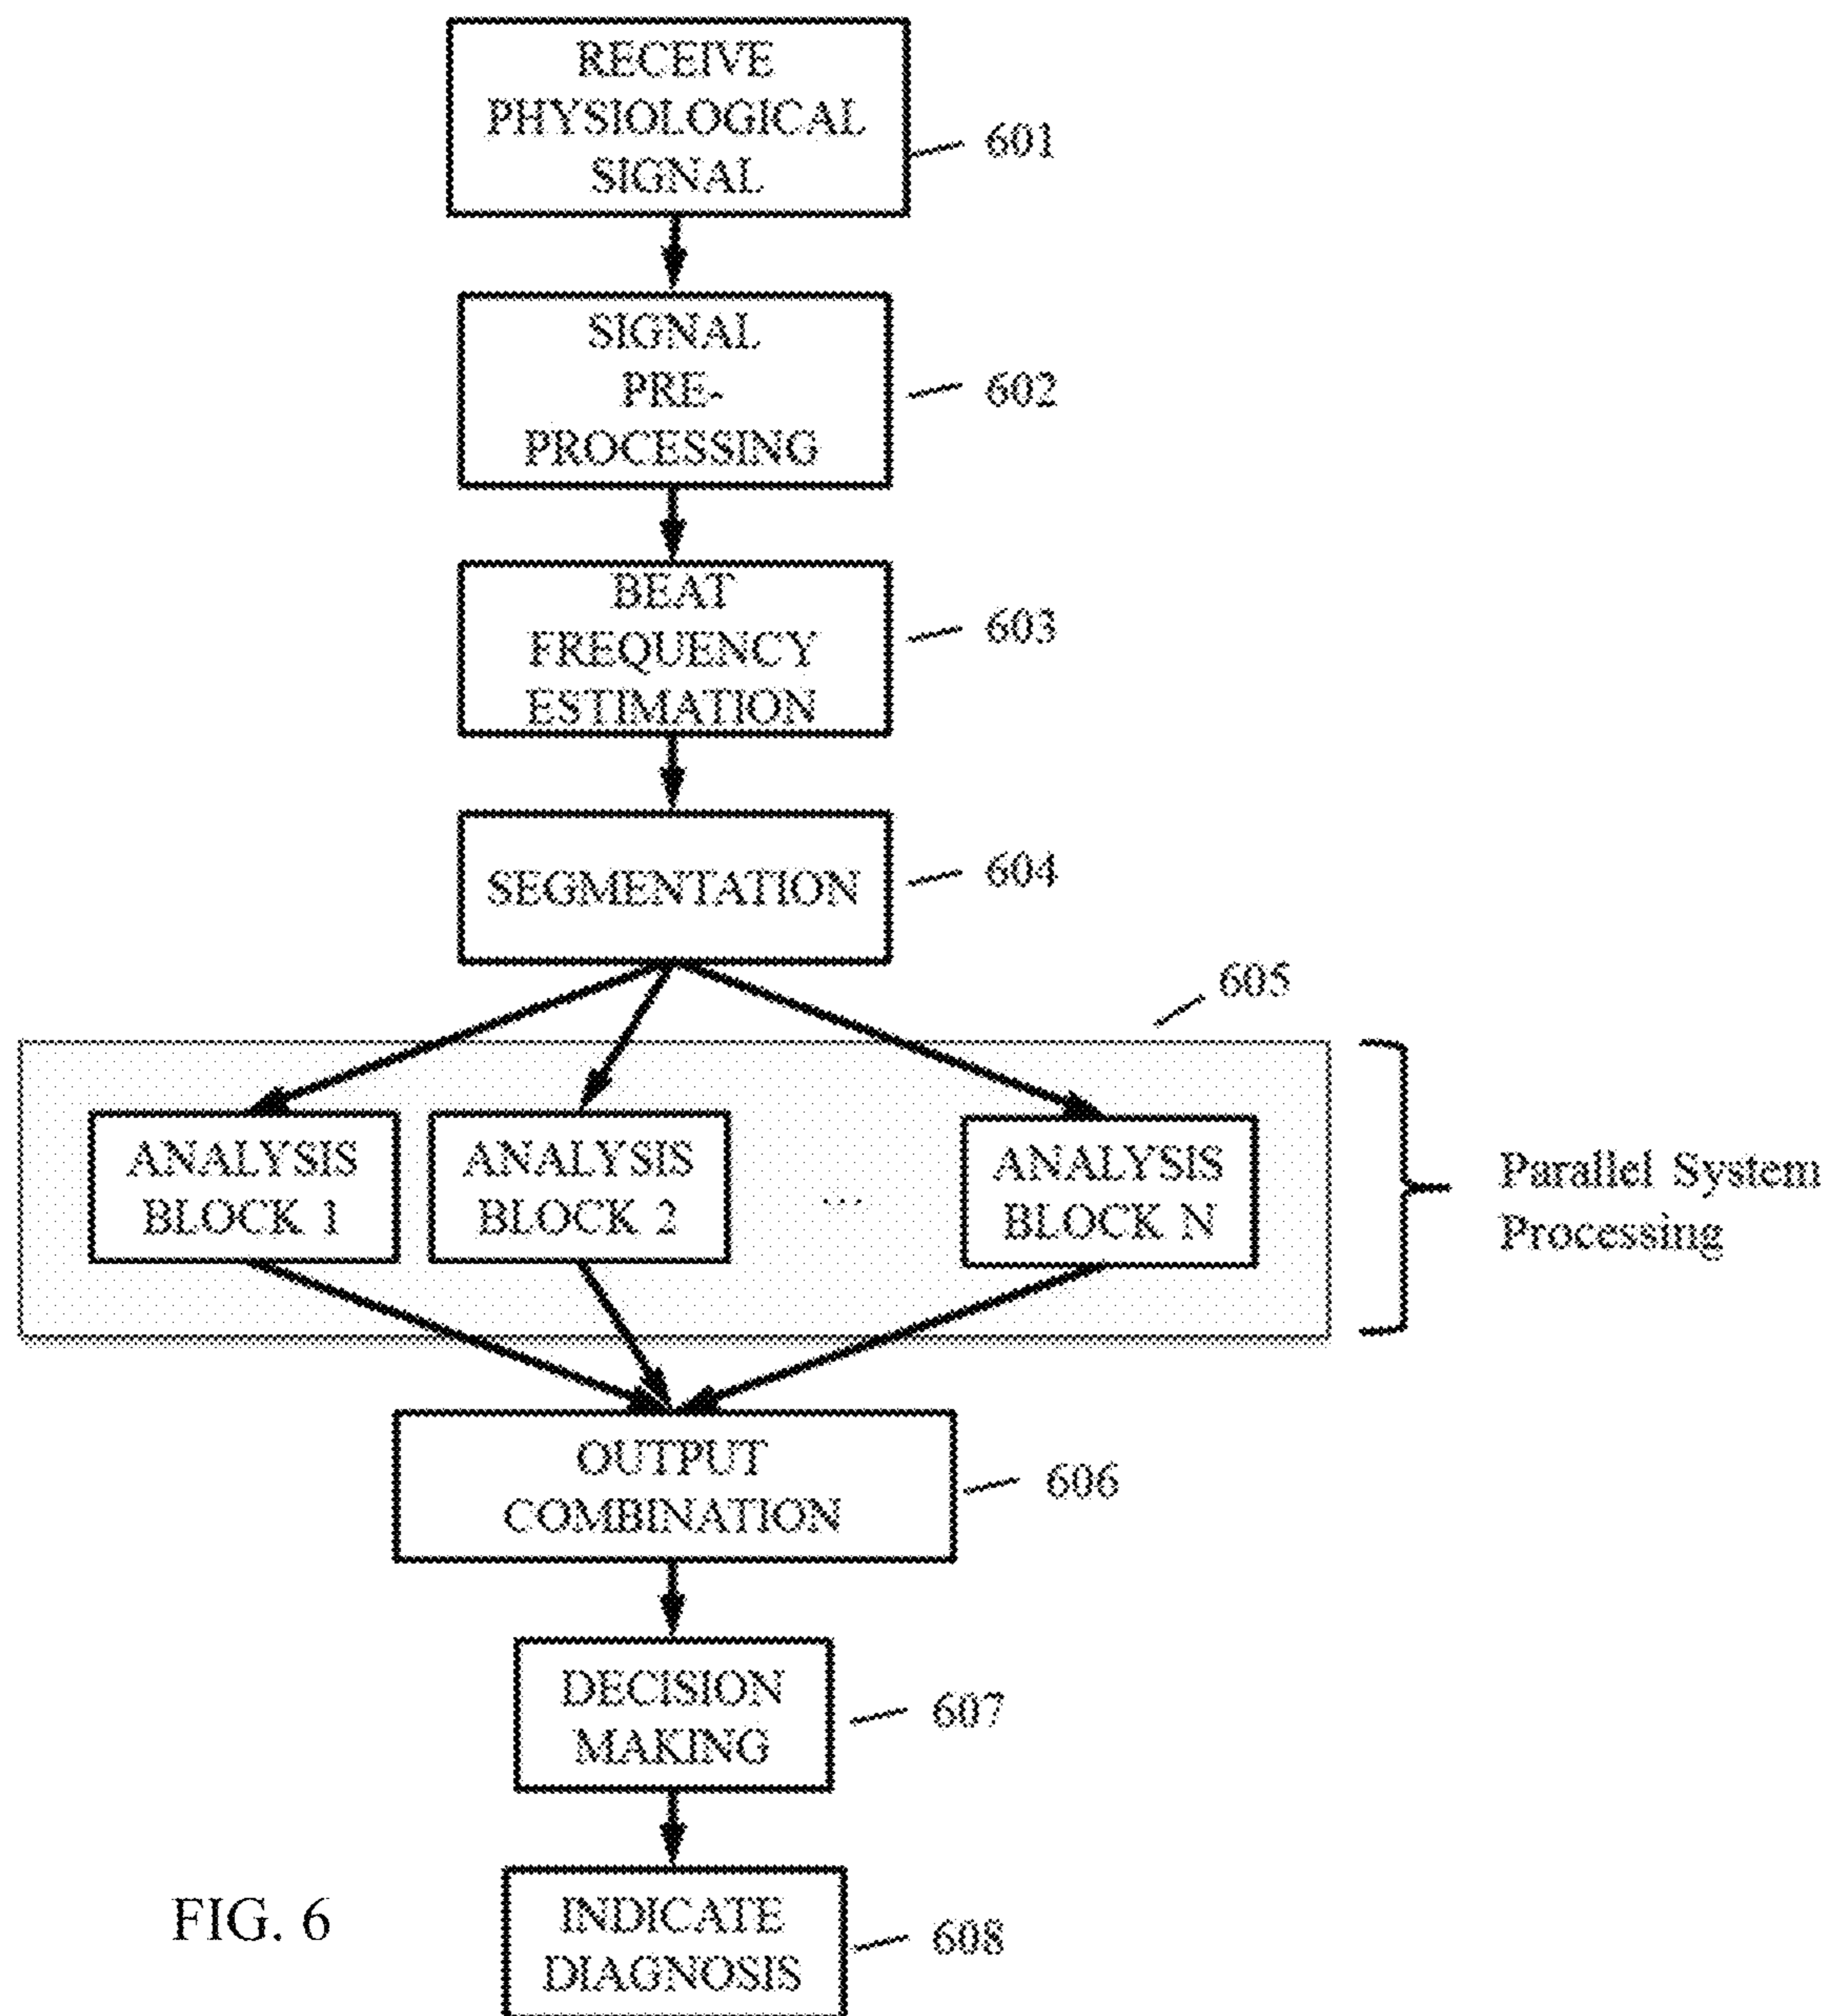 RECEIVE
PHYSIOLOGICAL
SIGNAL
601
SIGNAL
PRE-
PROCESSING
602
BEAT
FREQUENCY
ESTIMATION
603
SEGMENTATION
604
605
ANALYSIS
BLOCK 1
ANALYSIS
BLOCK 2
...
ANALYSIS
BLOCK N
Parallel System
Processing
OUTPUT
COMBINATION
606
DECISION
MAKING
607
INDICATE
DIAGNOSIS
608
FIG. 6